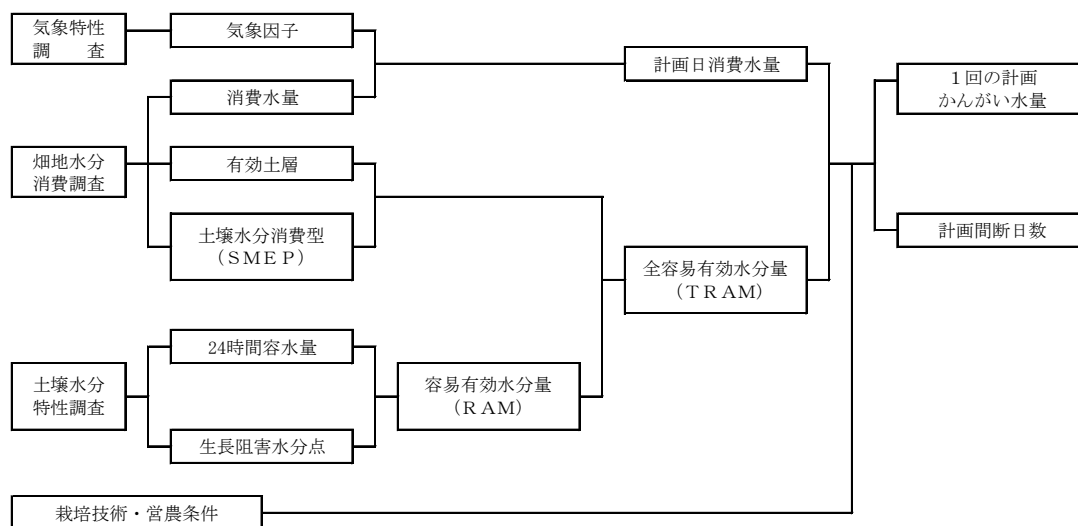 気象特性
調　　査
気象因子
計画日消費水量
１回の計画
かんがい水量
消費水量
畑地水分
消費調査
有効土層
土壌水分消費型
（ＳＭＥＰ）
計画間断日数
全容易有効水分量
（ＴＲＡＭ）
24時間容水量
土壌水分
特性調査
容易有効水分量
（ＲＡＭ）
生長阻害水分点
栽培技術・営農条件